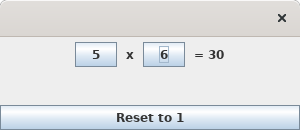 5 x 6 = 30
Reset to 1